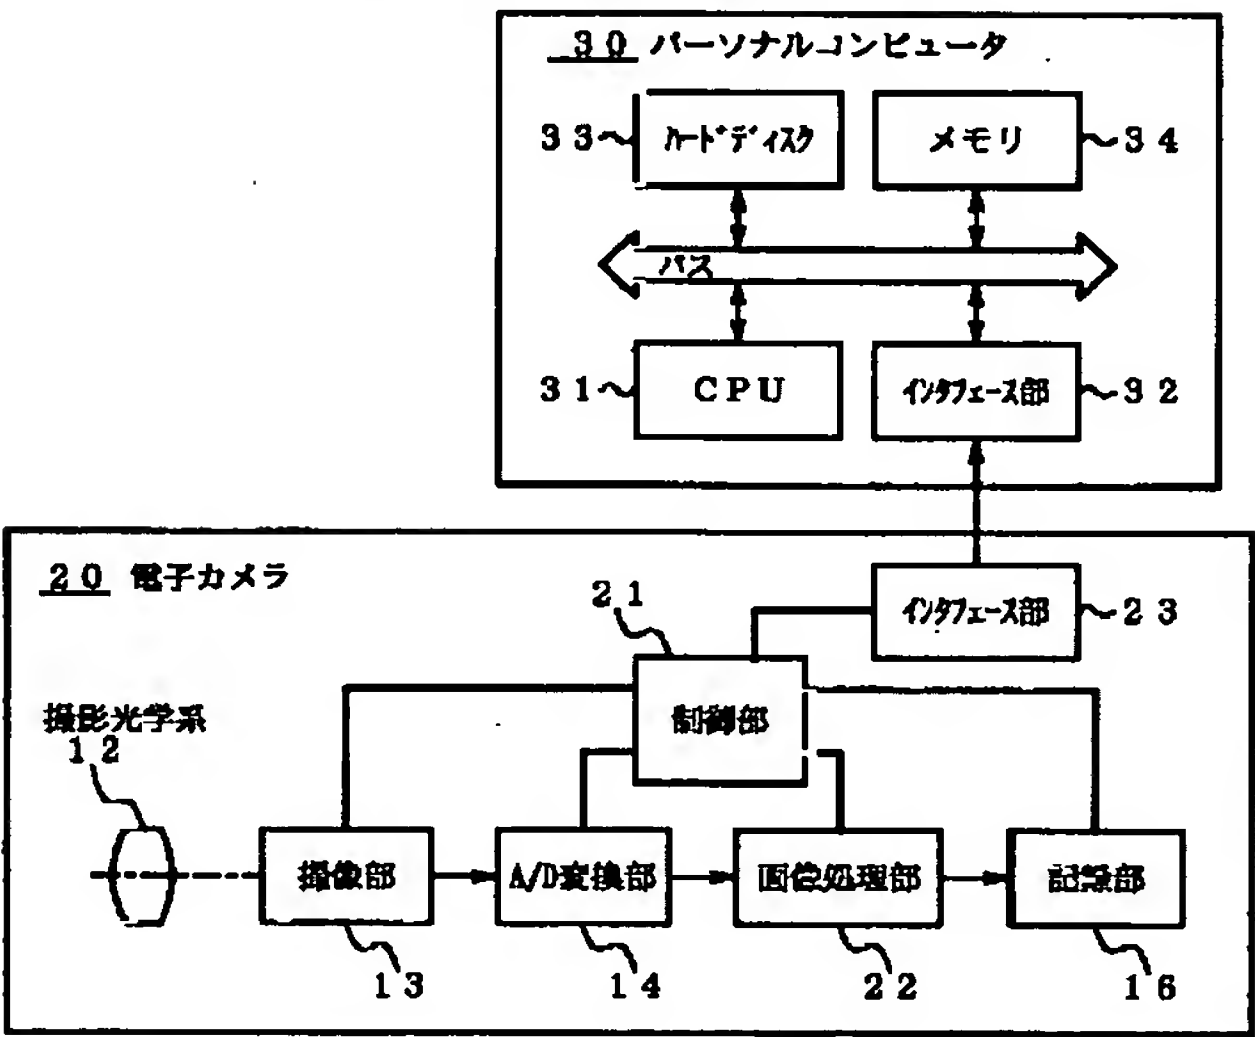 ３０ パーソナルコンピュータ
３３ ハードディスク
メモリ ３４
バス
３１ ＣＰＵ
インタフェース部 ３２
２０ 電子カメラ
２１
インタフェース部 ２３
制御部
撮影光学系
１２
撮像部
A/D変換部
画像処理部
記録部
１３
１４
２２
１６